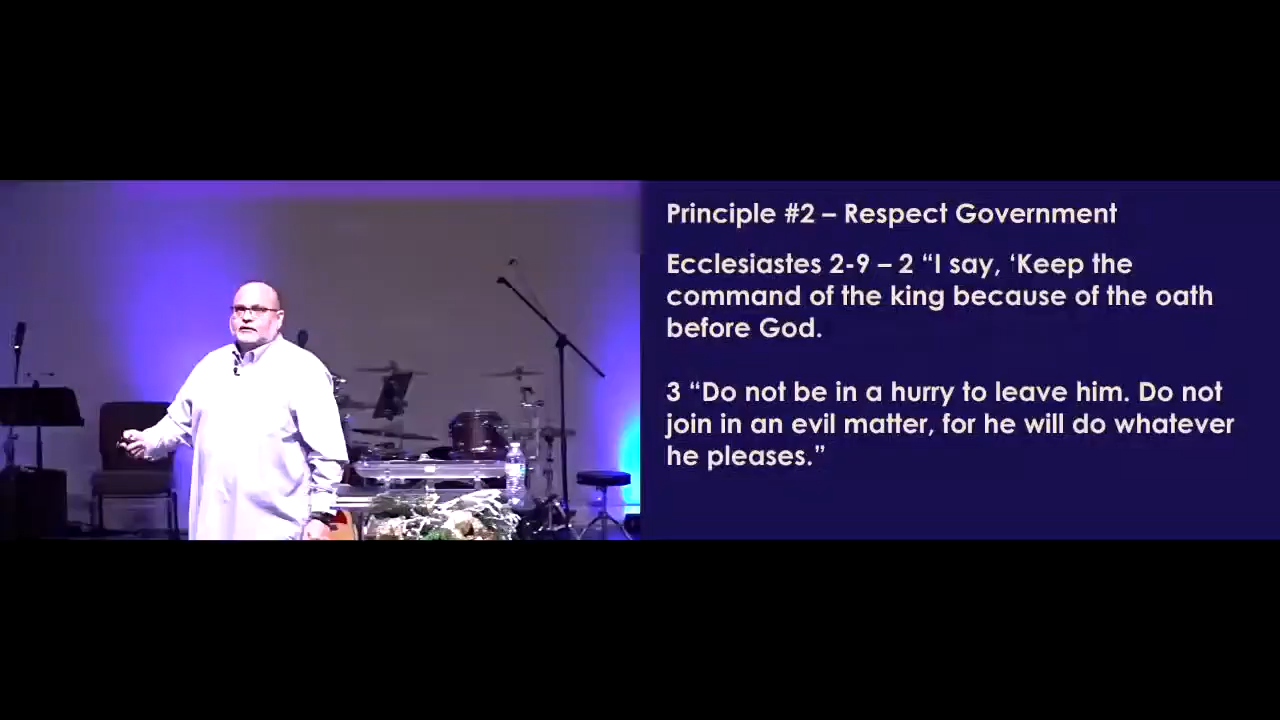 Principle #2 – Respect Government
Ecclesiastes 2-9 – 2 “I say, ‘Keep the
command of the king because of the oath
before God.
3 “Do not be in a hurry to leave him. Do not
join in an evil matter, for he will do whatever
he pleases.”